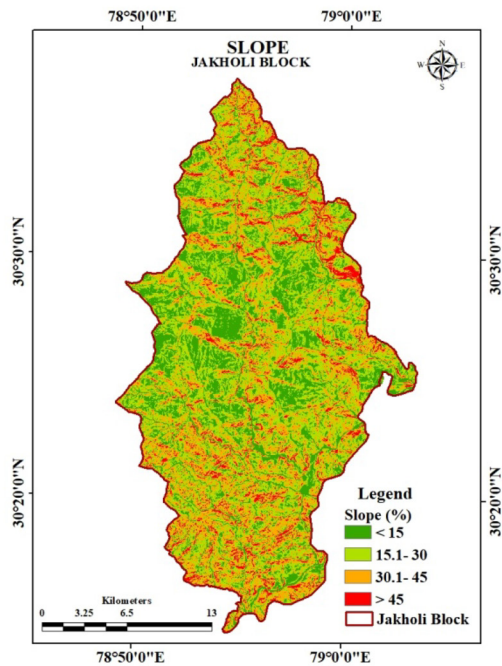 78°50'0"E 79°0'0"E
SLOPE
JAKHOLI BLOCK
N
W E
S
30°30'0"N 30°30'0"N
30°20'0"N 30°20'0"N
Legend
Slope (%)
< 15
15.1- 30
30.1- 45
> 45
Jakholi Block
Kilometers
0 3.25 6.5 13
78°50'0"E 79°0'0"E